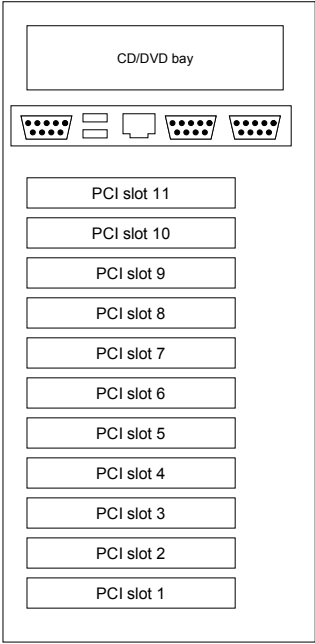 CD/DVD bay
PCI slot 11
PCI slot 10
PCI slot 9
PCI slot 8
PCI slot 7
PCI slot 6
PCI slot 5
PCI slot 4
PCI slot 3
PCI slot 2
PCI slot 1